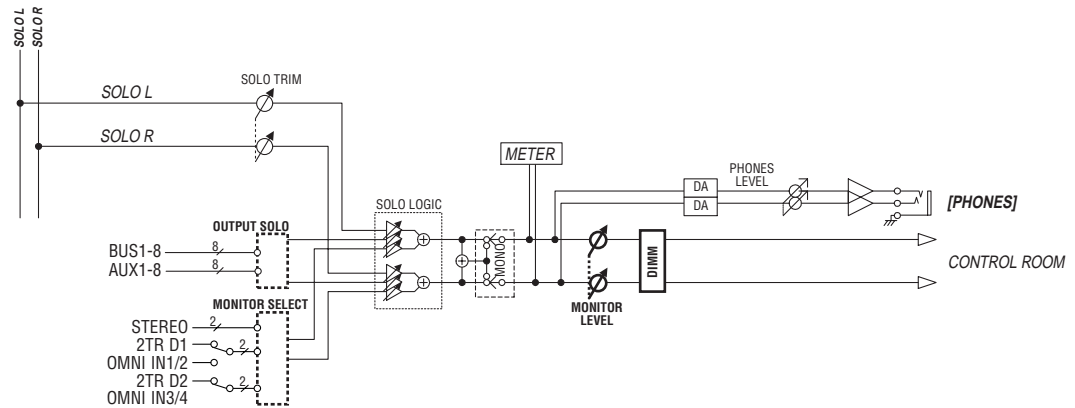 SOLO L
SOLO R
SOLO TRIM
SOLO L
SOLO R
METER
PHONES
LEVEL
DA
DA
[PHONES]
SOLO LOGIC
OUTPUT SOLO
BUS1-8
8
AUX1-8
8
MONO
DIMM
CONTROL ROOM
MONITOR
LEVEL
MONITOR SELECT
STEREO
2
2TR D1
2
OMNI IN1/2
2TR D2
2
OMNI IN3/4